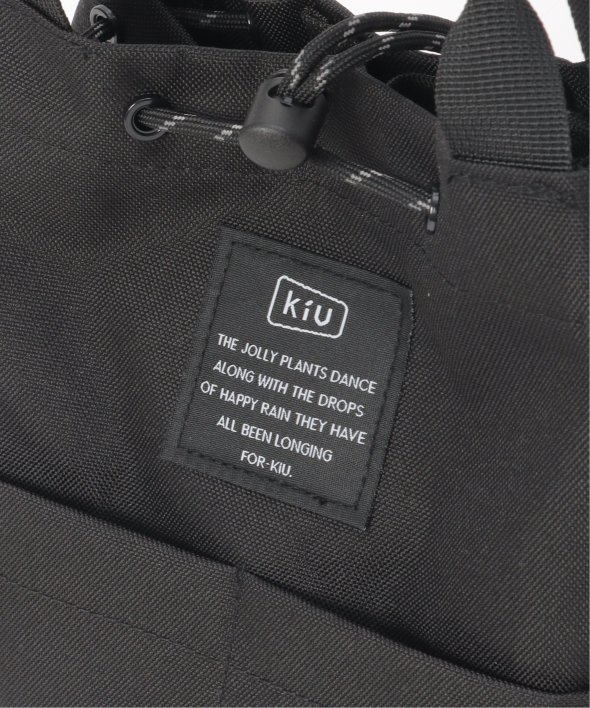 kiu
THE JOLLY PLANTS DANCE
ALONG WITH THE DROPS
OF HAPPY RAIN THEY HAVE
ALL BEEN LONGING
FOR-KIU.